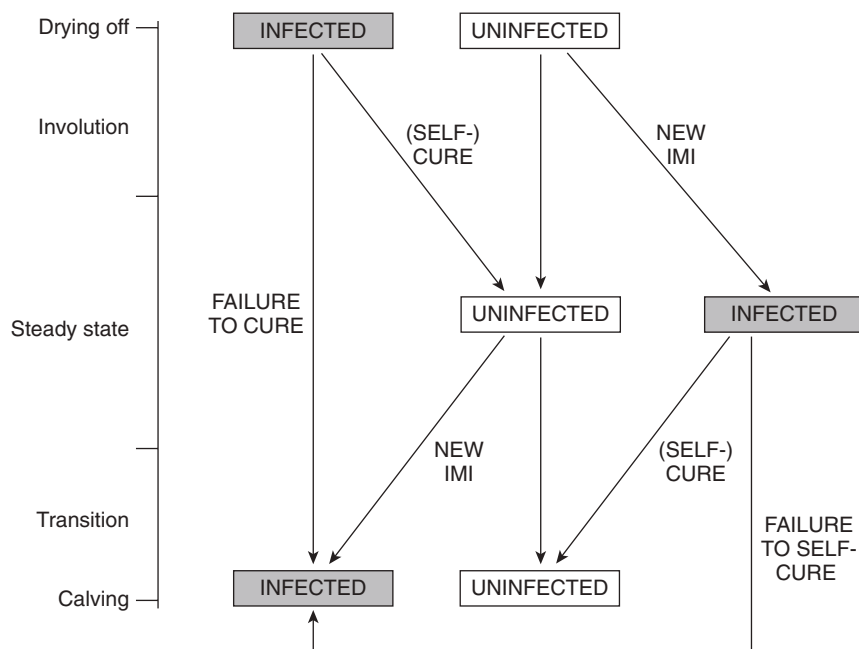 Drying off
INFECTED
UNINFECTED
Involution
(SELF-)
CURE
NEW
IMI
FAILURE
TO CURE
Steady state
UNINFECTED
INFECTED
NEW
IMI
(SELF-)
CURE
Transition
FAILURE
TO SELF-
CURE
Calving
INFECTED
UNINFECTED